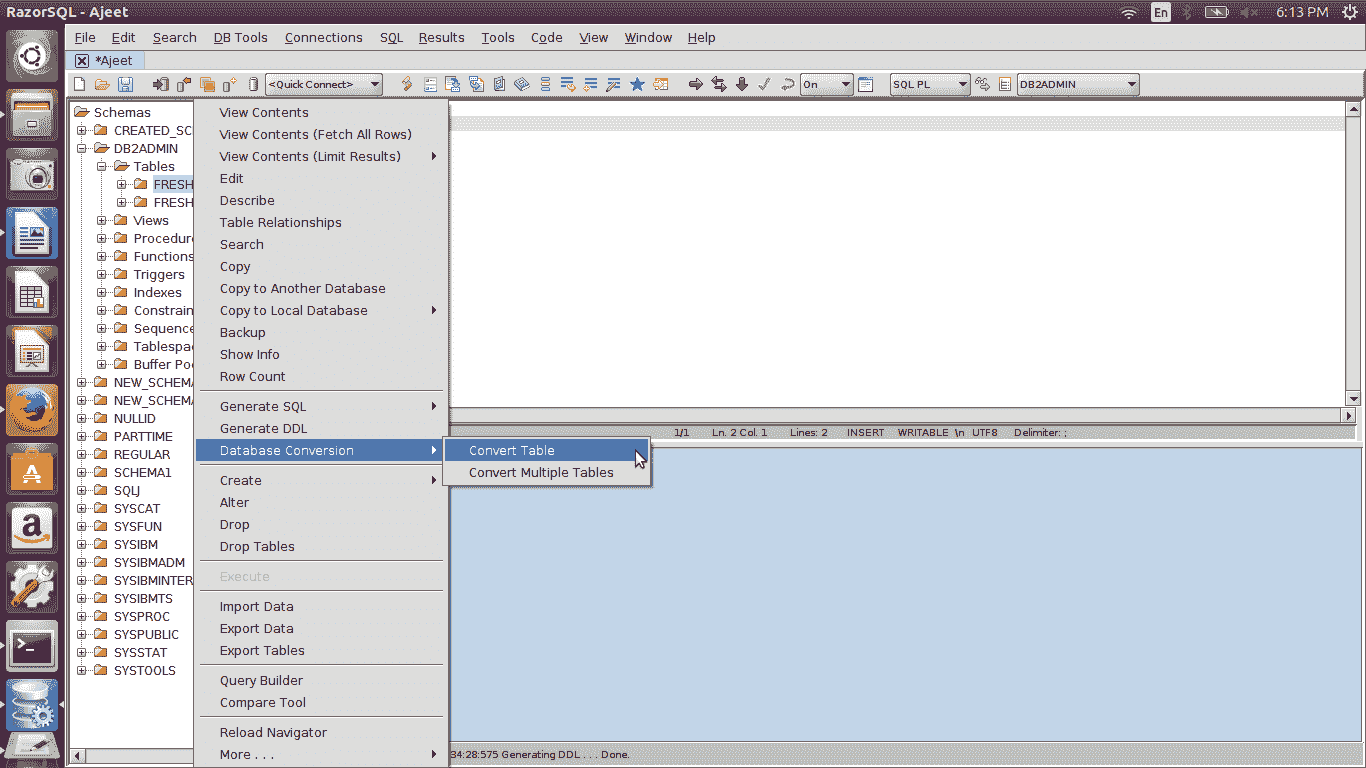 RazorSQL - Ajeet
En
6:13 PM
File Edit Search DB Tools Connections SQL Results Tools Code View Window Help
*Ajeet
<Quick Connect> On SQL PL DB2ADMIN
Schemas
CREATED_SC
DB2ADMIN
Tables
FRESH
FRESH
Views
Procedur
Functions
Triggers
Indexes
Constrain
Sequence
Tablespac
Buffer Poo
NEW_SCHEMA
NEW_SCHEMA
NULLID
PARTTIME
REGULAR
SCHEMA1
SQLJ
SYSCAT
SYSFUN
SYSIBM
SYSIBMADM
SYSIBMINTER
SYSIBMTS
SYSPROC
SYSPUBLIC
SYSSTAT
SYSTOOLS
View Contents
View Contents (Fetch All Rows)
View Contents (Limit Results)
Edit
Describe
Table Relationships
Search
Copy
Copy to Another Database
Copy to Local Database
Backup
Show Info
Row Count
Generate SQL
Generate DDL
Database Conversion
Create
Alter
Drop
Drop Tables
Execute
Import Data
Export Data
Export Tables
Query Builder
Compare Tool
Reload Navigator
More . . .
Convert Table
Convert Multiple Tables
1/1 Ln. 2 Col. 1 Lines: 2 INSERT WRITABLE \n UTF8 Delimiter: ;
34:28:575 Generating DDL . . . Done.